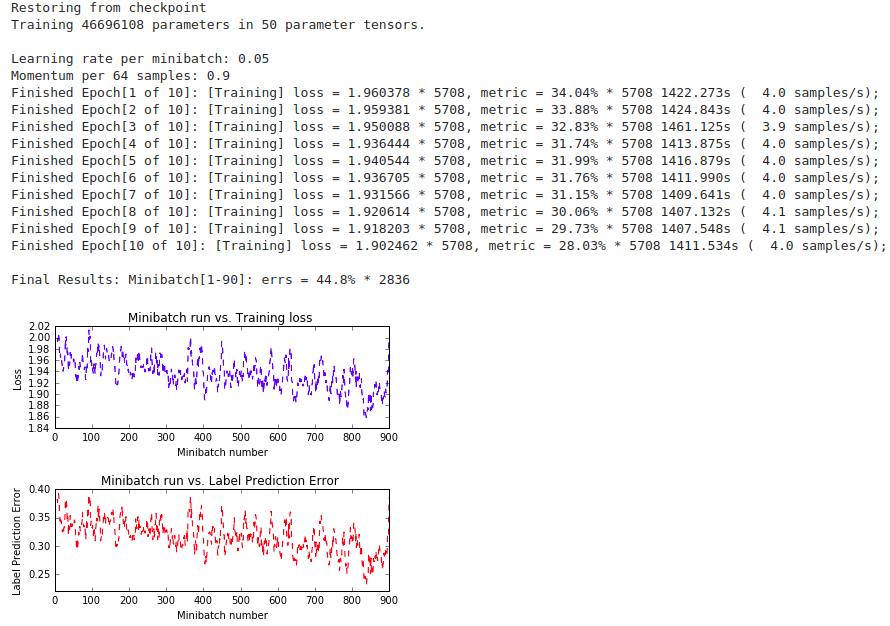 Restoring from checkpoint
Training 46696108 parameters in 50 parameter tensors.
Learning rate per minibatch: 0.05
Momentum per 64 samples: 0.9
Finished Epoch[1 of 10]: [Training] loss = 1.960378 * 5708, metric = 34.04% * 5708 1422.273s (  4.0 samples/s);
Finished Epoch[2 of 10]: [Training] loss = 1.959381 * 5708, metric = 33.88% * 5708 1424.843s (  4.0 samples/s);
Finished Epoch[3 of 10]: [Training] loss = 1.950088 * 5708, metric = 32.83% * 5708 1461.125s (  3.9 samples/s);
Finished Epoch[4 of 10]: [Training] loss = 1.936444 * 5708, metric = 31.74% * 5708 1413.875s (  4.0 samples/s);
Finished Epoch[5 of 10]: [Training] loss = 1.940544 * 5708, metric = 31.99% * 5708 1416.879s (  4.0 samples/s);
Finished Epoch[6 of 10]: [Training] loss = 1.936705 * 5708, metric = 31.76% * 5708 1411.990s (  4.0 samples/s);
Finished Epoch[7 of 10]: [Training] loss = 1.931566 * 5708, metric = 31.15% * 5708 1409.641s (  4.0 samples/s);
Finished Epoch[8 of 10]: [Training] loss = 1.920614 * 5708, metric = 30.06% * 5708 1407.132s (  4.1 samples/s);
Finished Epoch[9 of 10]: [Training] loss = 1.918203 * 5708, metric = 29.73% * 5708 1407.548s (  4.1 samples/s);
Finished Epoch[10 of 10]: [Training] loss = 1.902462 * 5708, metric = 28.03% * 5708 1411.534s (  4.0 samples/s);
Final Results: Minibatch[1-90]: errs = 44.8% * 2836
Minibatch run vs. Training loss
2.02
2.00
1.98
1.96
1.94
1.92
1.90
1.88
1.86
1.84
Loss
0 100 200 300 400 500 600 700 800 900
Minibatch number
Minibatch run vs. Label Prediction Error
0.40
0.35
0.30
0.25
Label Prediction Error
0 100 200 300 400 500 600 700 800 900
Minibatch number